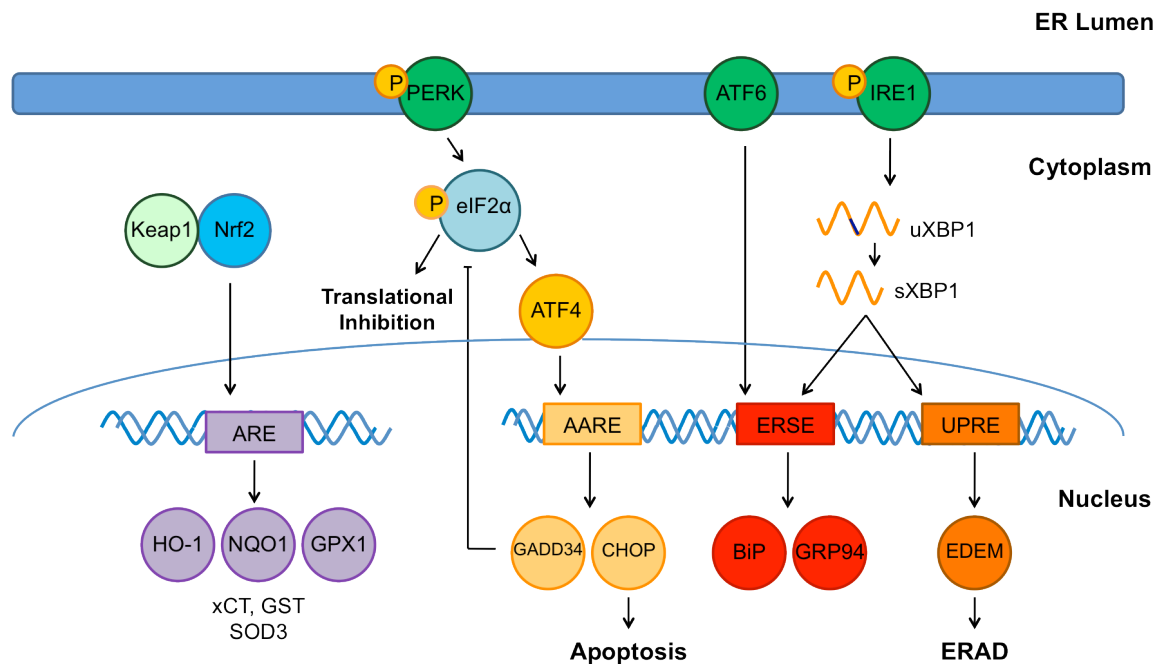 ER Lumen
P
PERK
ATF6
P
IRE1
Cytoplasm
Keap1
Nrf2
P
eIF2α
uXBP1
sXBP1
Translational
Inhibition
ATF4
ARE
AARE
ERSE
UPRE
Nucleus
HO-1
NQO1
GPX1
GADD34
CHOP
BiP
GRP94
EDEM
xCT, GST
SOD3
Apoptosis
ERAD